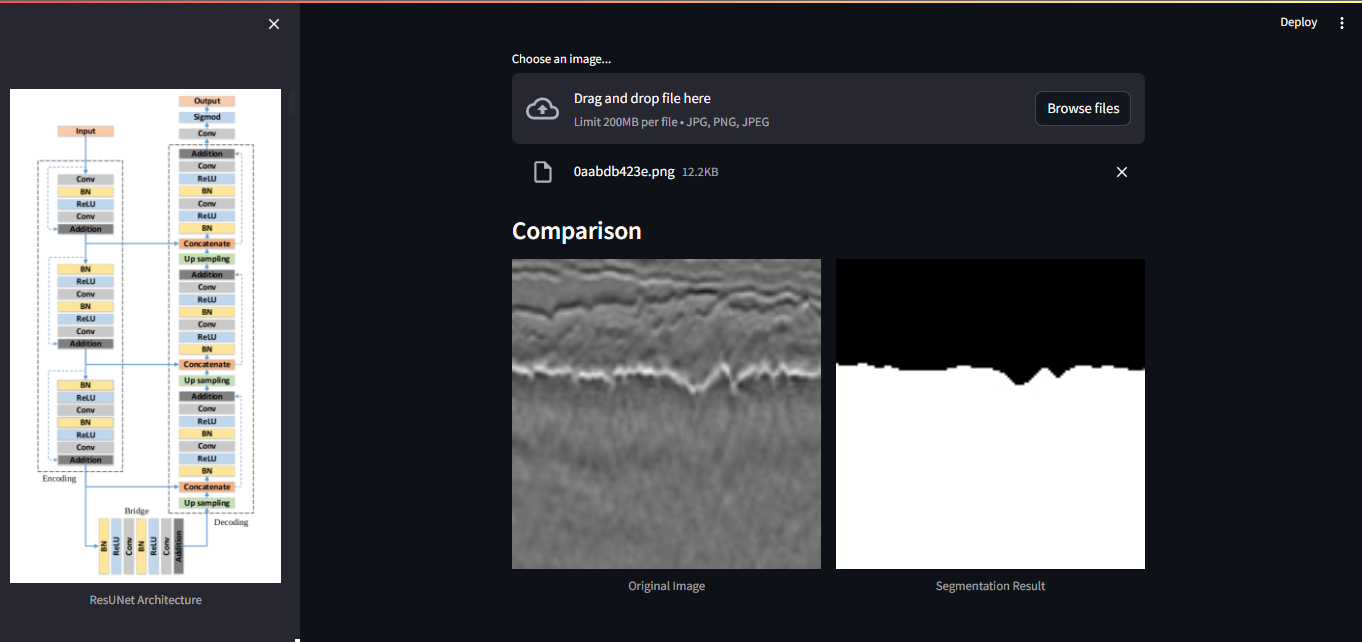 Deploy
Choose an image...
Drag and drop file here
Limit 200MB per file • JPG, PNG, JPEG
Browse files
0aabdb423e.png 12.2KB
Comparison
Original Image
Segmentation Result
Input
Conv
BN
ReLU
Conv
Addition
BN
ReLU
Conv
BN
ReLU
Conv
Addition
BN
ReLU
Conv
BN
ReLU
Conv
Addition
Encoding
Bridge
BN
ReLU
Conv
BN
ReLU
Conv
Addition
Output
Sigmod
Conv
Addition
Conv
ReLU
BN
Conv
ReLU
BN
Concatenate
Up sampling
Addition
Conv
ReLU
BN
Conv
ReLU
BN
Concatenate
Up sampling
Addition
Conv
ReLU
BN
Conv
ReLU
BN
Concatenate
Up sampling
Decoding
ResUNet Architecture